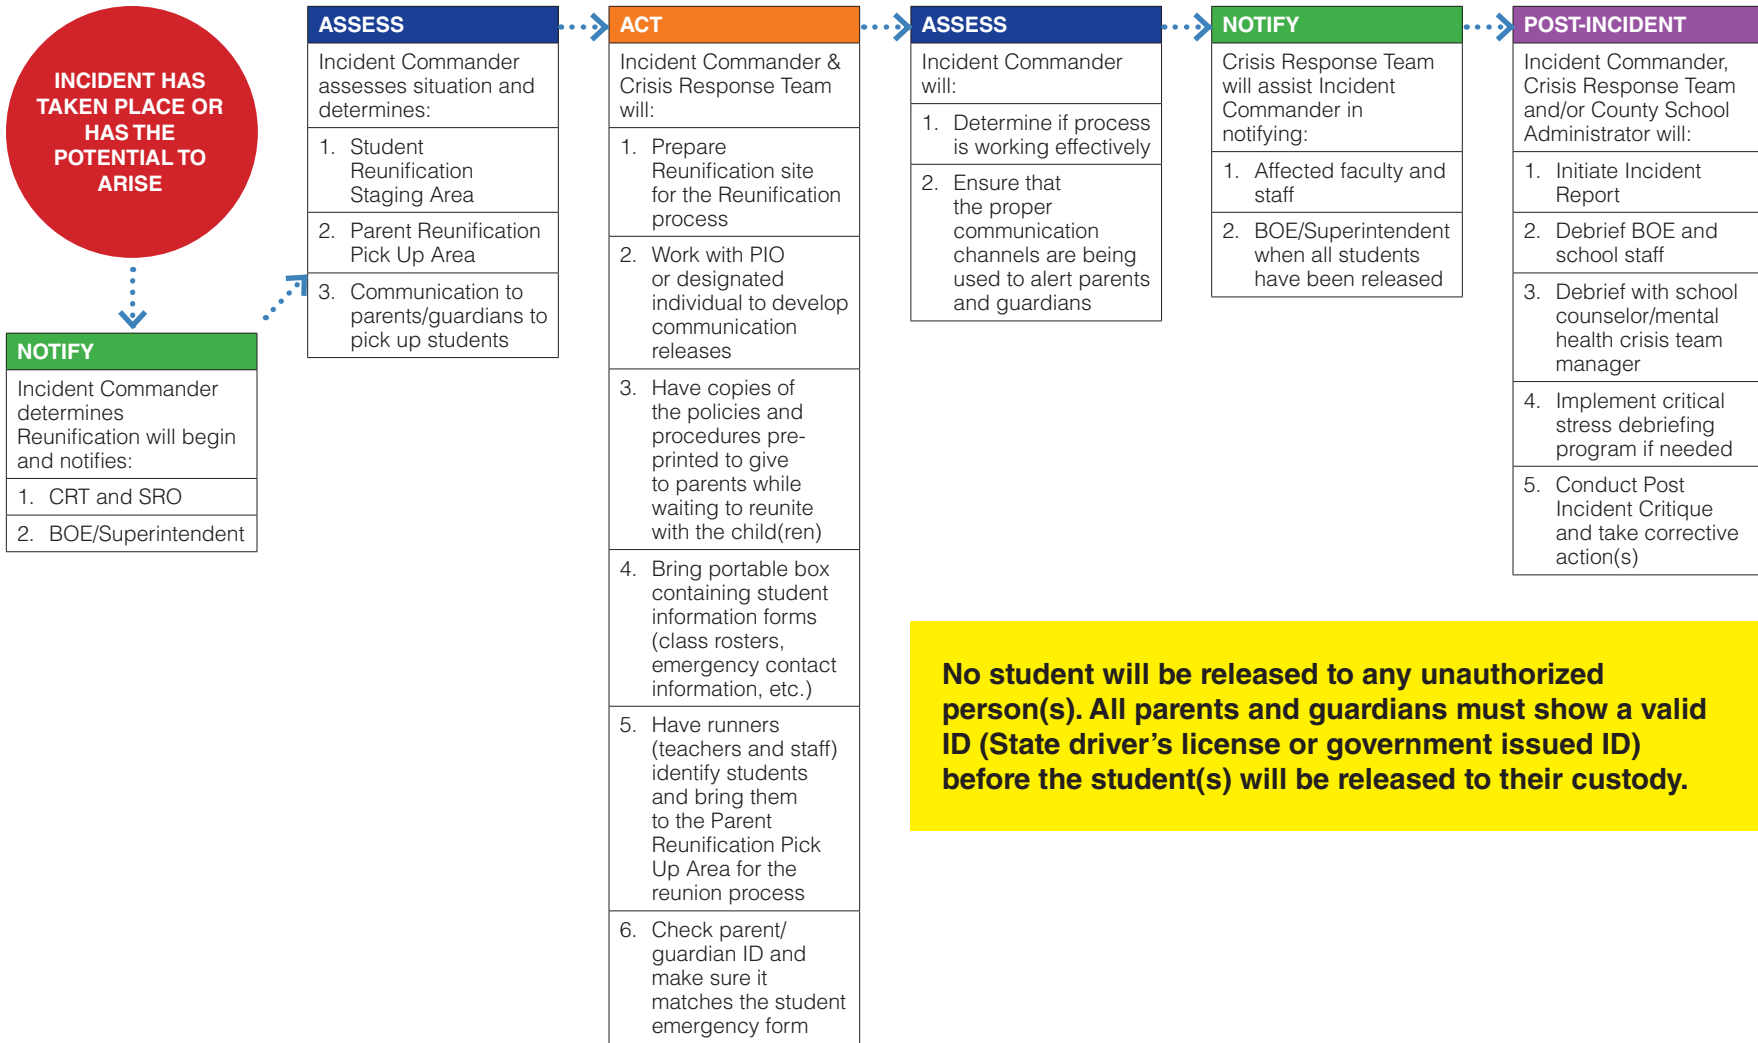 INCIDENT HAS
TAKEN PLACE OR
HAS THE
POTENTIAL TO
ARISE
NOTIFY
Incident Commander
determines
Reunification will begin
and notifies:
1. CRT and SRO
2. BOE/Superintendent
ASSESS
Incident Commander
assesses situation and
determines:
1. Student
Reunification
Staging Area
2. Parent Reunification
Pick Up Area
3. Communication to
parents/guardians to
pick up students
ACT
Incident Commander &
Crisis Response Team
will:
1. Prepare
Reunification site
for the Reunification
process
2. Work with PIO
or designated
individual to develop
communication
releases
3. Have copies of
the policies and
procedures pre-
printed to give
to parents while
waiting to reunite
with the child(ren)
4. Bring portable box
containing student
information forms
(class rosters,
emergency contact
information, etc.)
5. Have runners
(teachers and staff)
identify students
and bring them
to the Parent
Reunification Pick
Up Area for the
reunion process
6. Check parent/
guardian ID and
make sure it
matches the student
emergency form
ASSESS
Incident Commander
will:
1. Determine if process
is working effectively
2. Ensure that
the proper
communication
channels are being
used to alert parents
and guardians
NOTIFY
Crisis Response Team
will assist Incident
Commander in
notifying:
1. Affected faculty and
staff
2. BOE/Superintendent
when all students
have been released
POST-INCIDENT
Incident Commander,
Crisis Response Team
and/or County School
Administrator will:
1. Initiate Incident
Report
2. Debrief BOE and
school staff
3. Debrief with school
counselor/mental
health crisis team
manager
4. Implement critical
stress debriefing
program if needed
5. Conduct Post
Incident Critique
and take corrective
action(s)
No student will be released to any unauthorized
person(s). All parents and guardians must show a valid
ID (State driver’s license or government issued ID)
before the student(s) will be released to their custody.